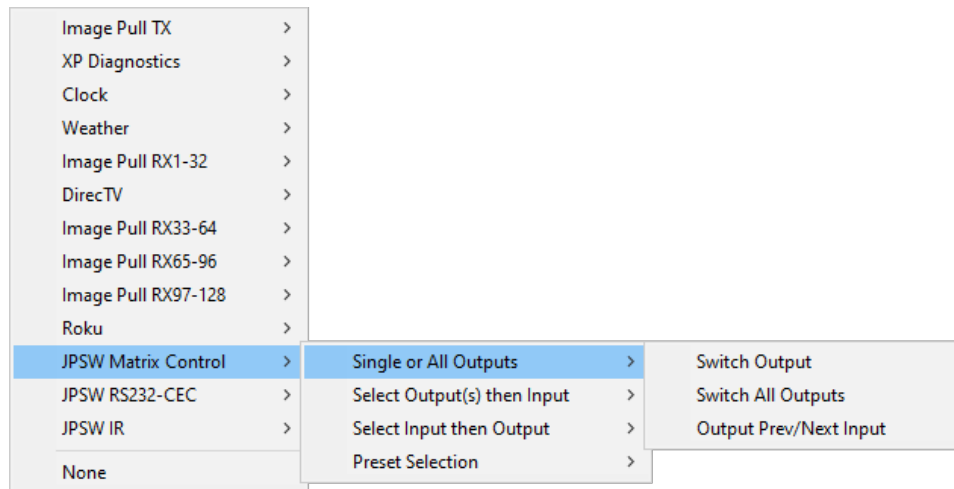 Image Pull TX
XP Diagnostics
Clock
Weather
Image Pull RX1-32
DirecTV
Image Pull RX33-64
Image Pull RX65-96
Image Pull RX97-128
Roku
JPSW Matrix Control
JPSW RS232-CEC
JPSW IR
None
Single or All Outputs
Select Output(s) then Input
Select Input then Output
Preset Selection
Switch Output
Switch All Outputs
Output Prev/Next Input